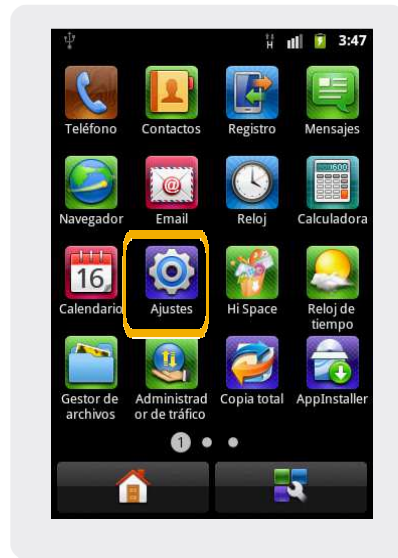 H 3:47
Teléfono Contactos Registro Mensajes
@
600
Navegador Email Reloj Calculadora
16
Calendario Ajustes Hi Space Reloj de
tiempo
Gestor de Administrad Copia total AppInstaller
archivos or de tráfico
1